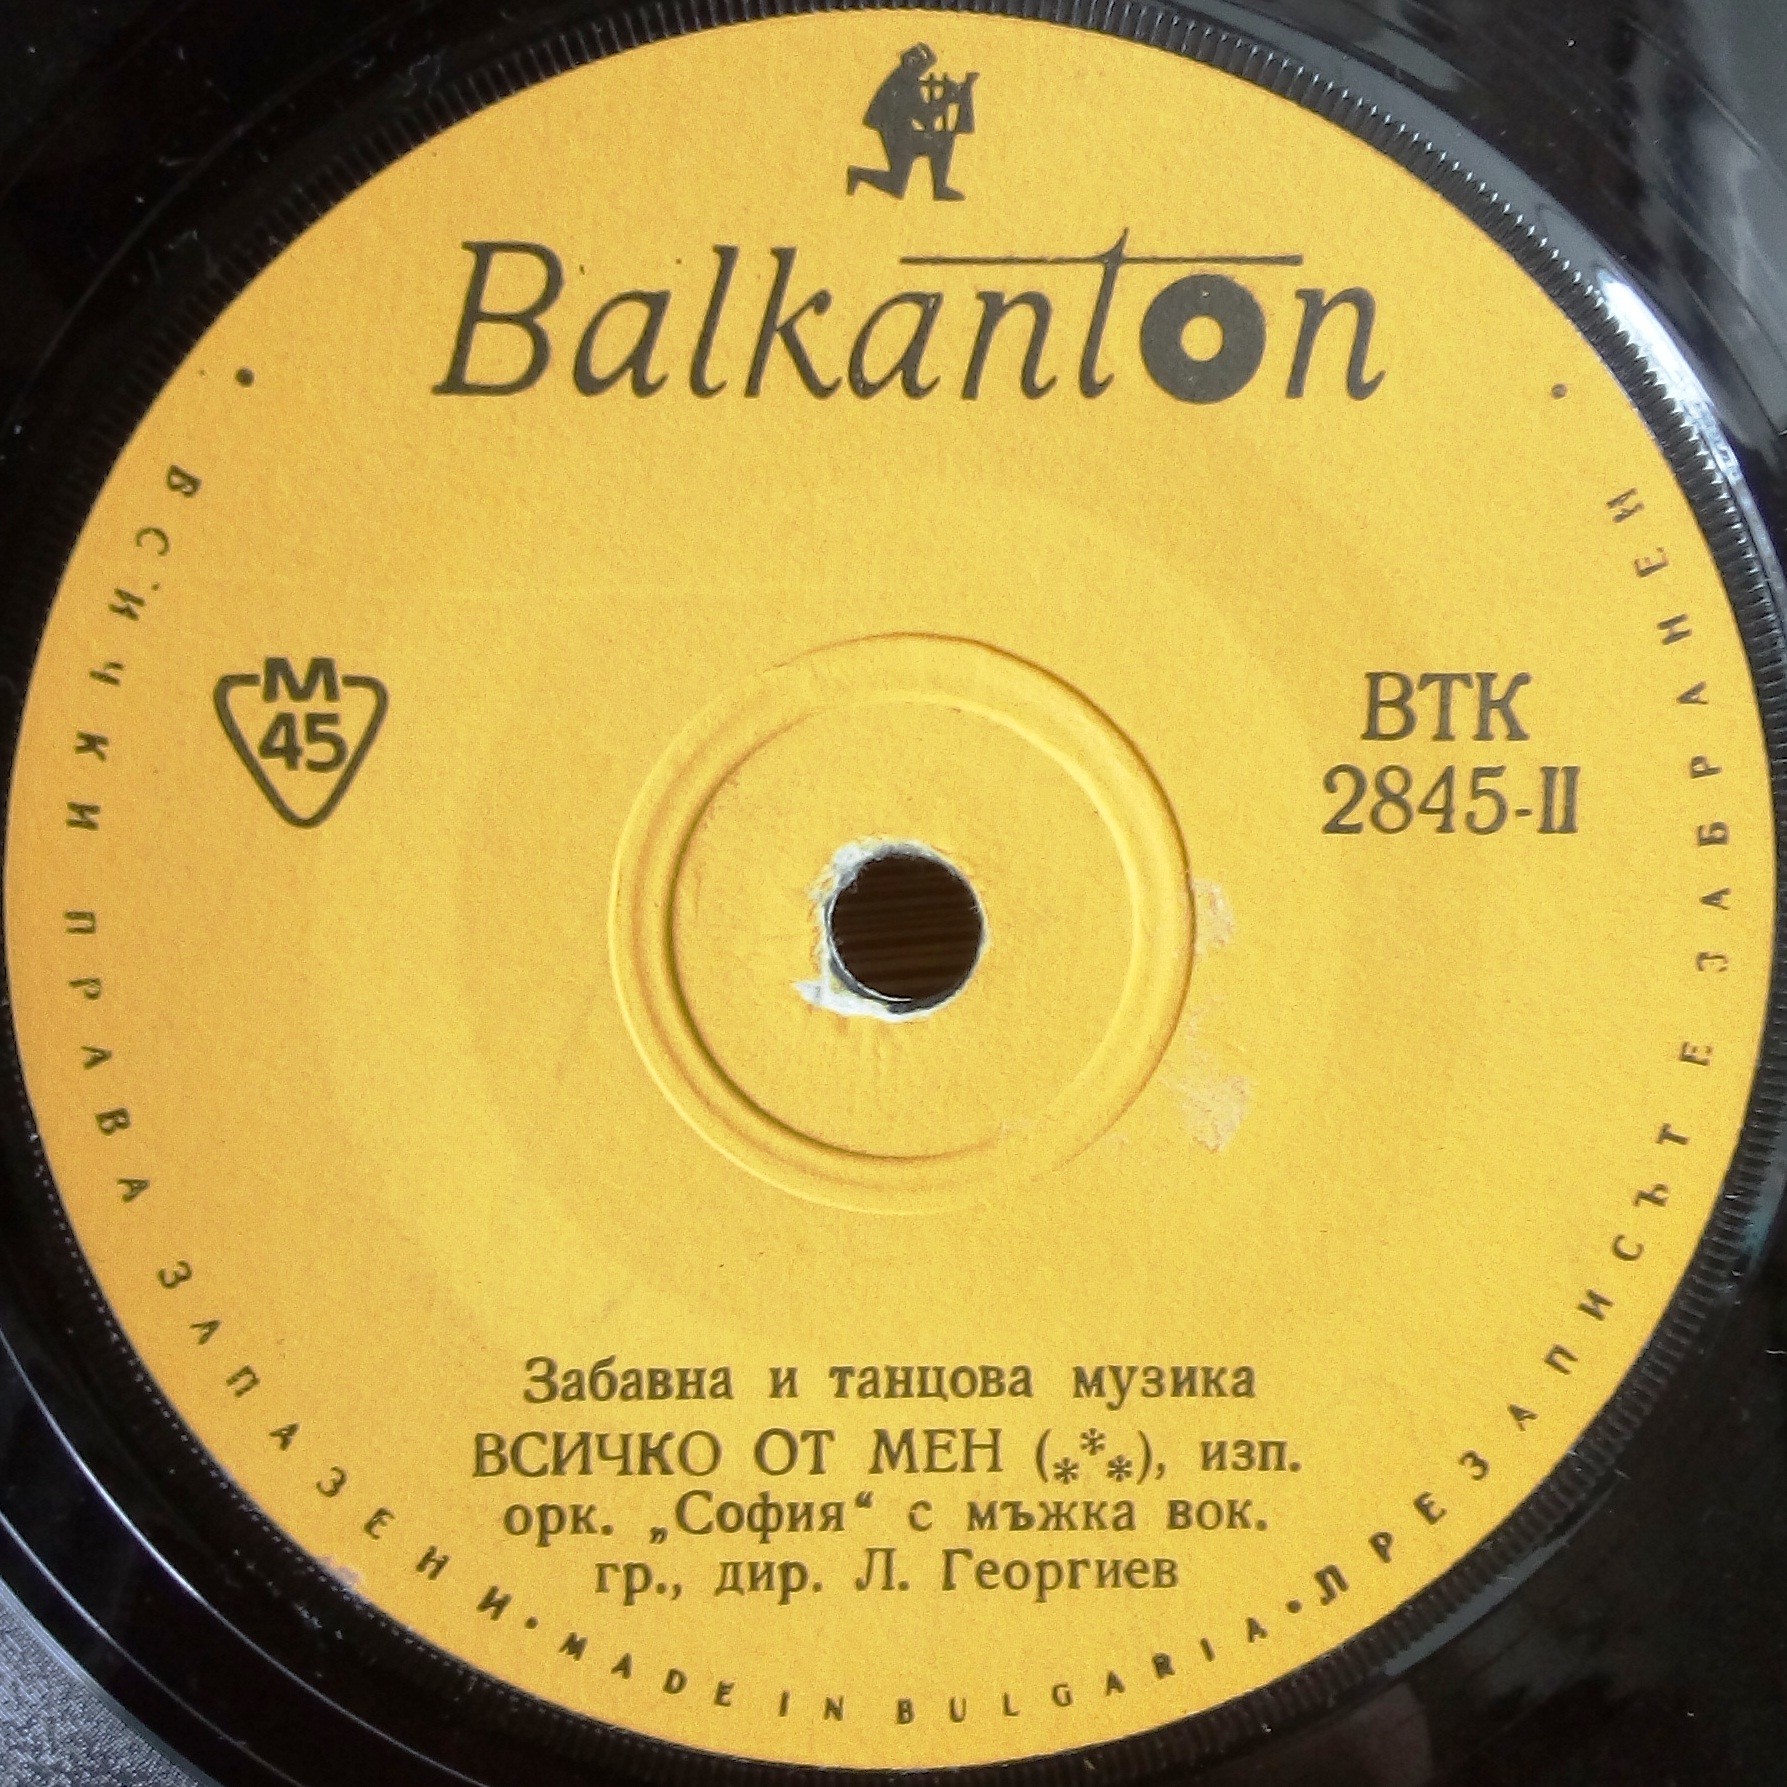 Balkanton
M
45
ВТК
2845-II
Забавна и танцова музика
ВСИЧКО ОТ МЕН (***), изп.
орк. „София“ с мъжка вок.
гр., дир. Л. Георгиев
• ВСИЧКИ ПРАВА ЗАПАЗЕНИ • MADE IN BULGARIA • ПРЕЗАПИСЪТ Е ЗАБРАНЕН •